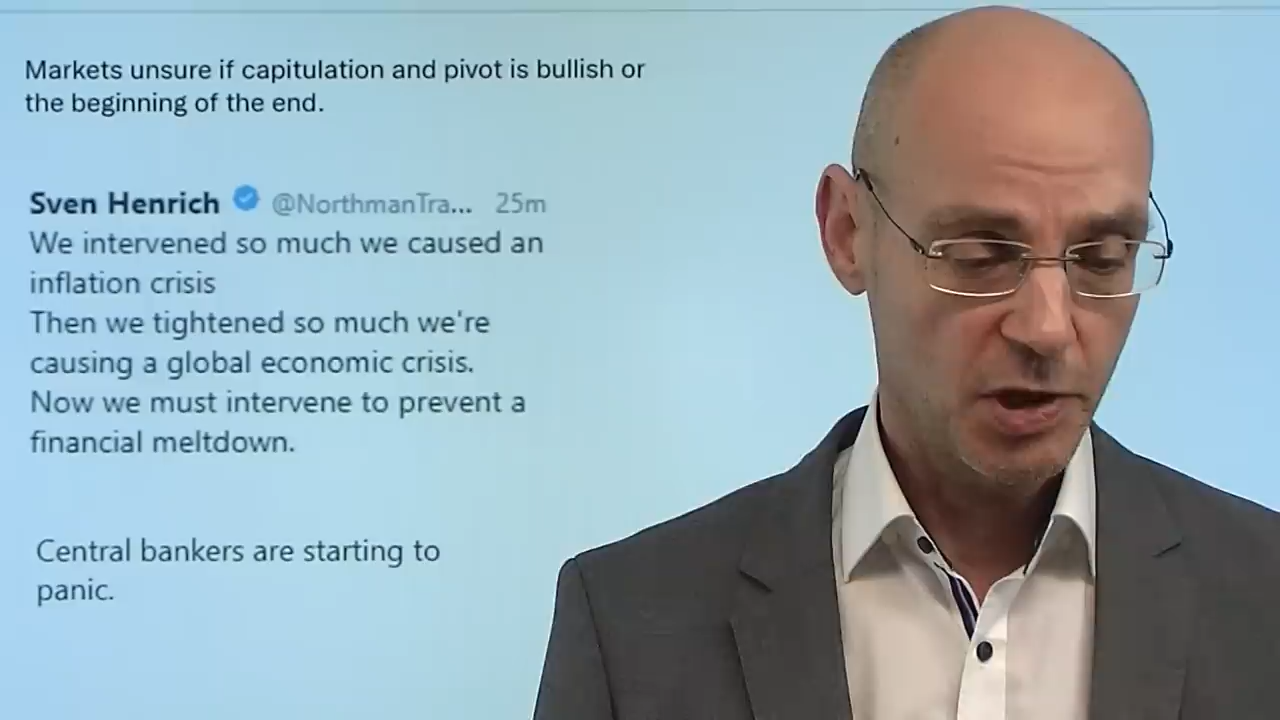 Markets unsure if capitulation and pivot is bullish or
the beginning of the end.
Sven Henrich @NorthmanTra... 25m
We intervened so much we caused an
inflation crisis
Then we tightened so much we're
causing a global economic crisis.
Now we must intervene to prevent a
financial meltdown.
Central bankers are starting to
panic.